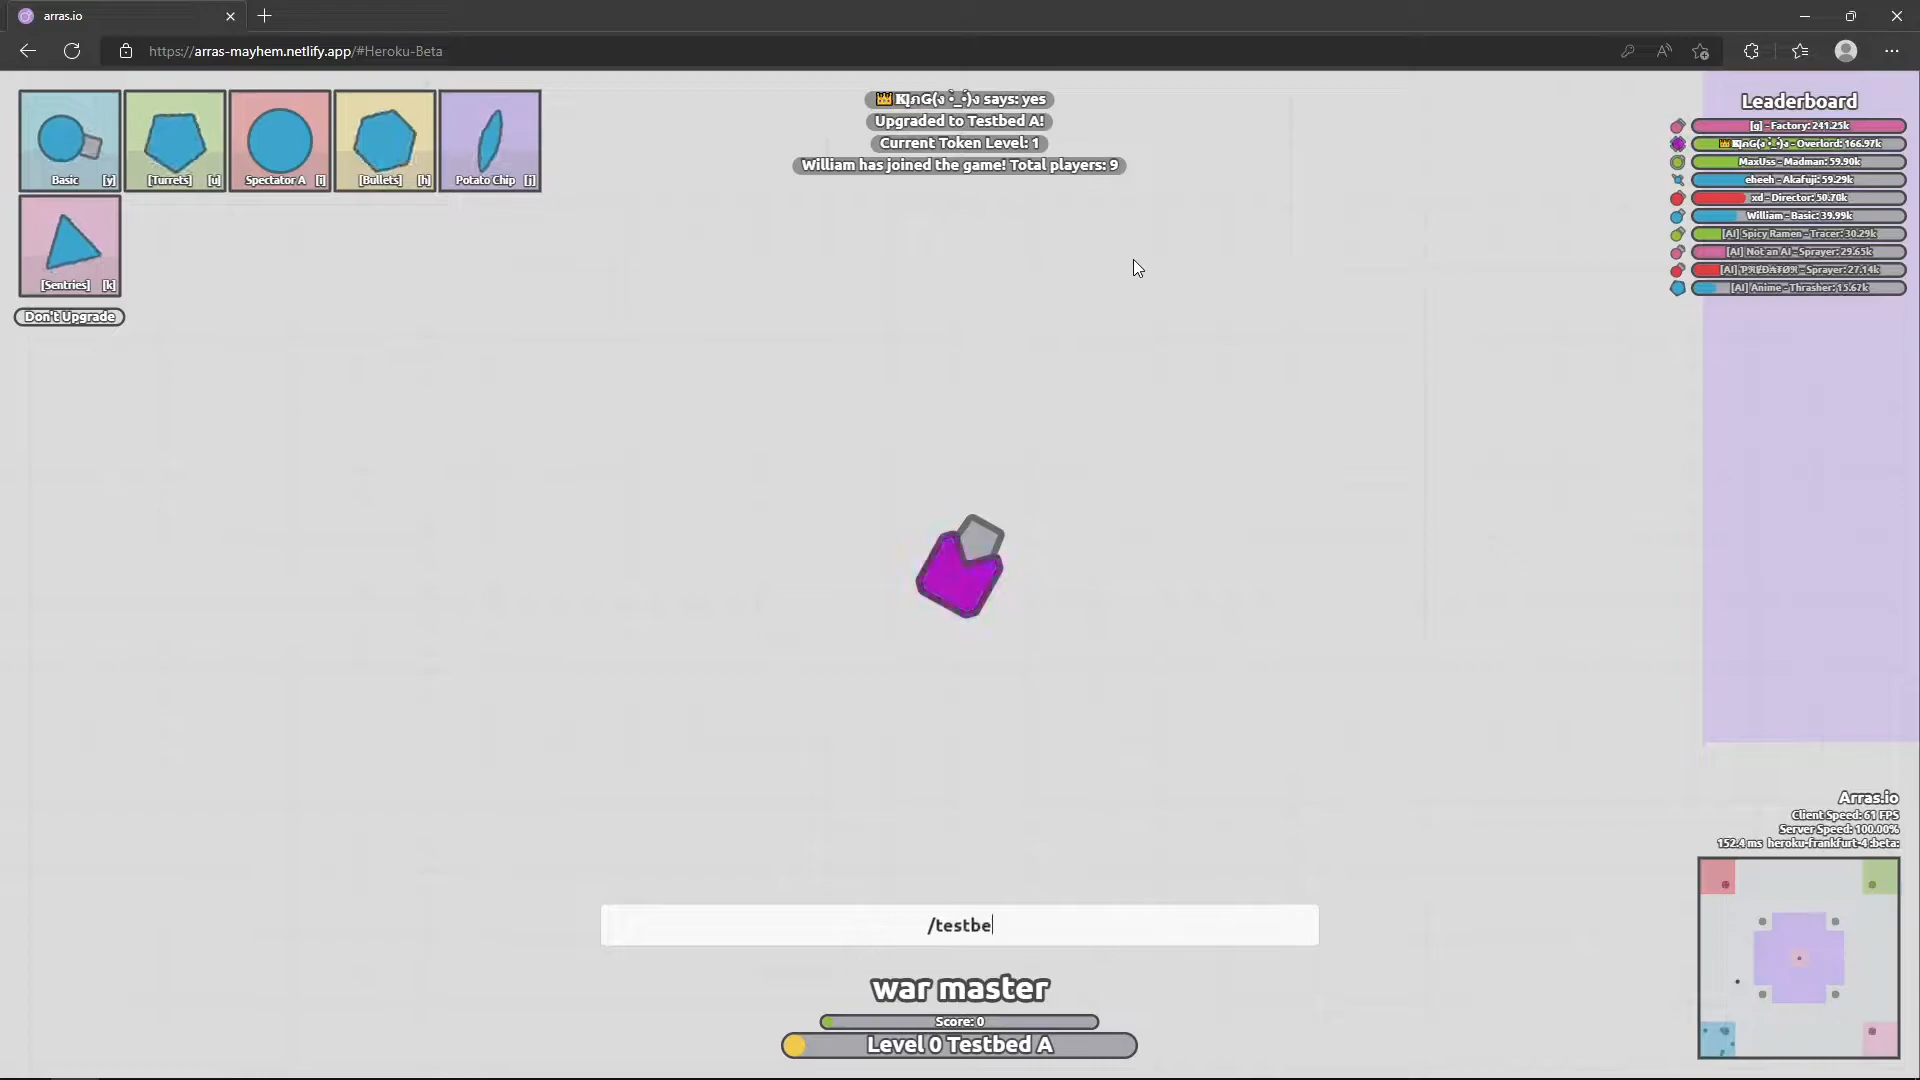 arras.io
https://arras-mayhem.netlify.app/#Heroku-Beta
says: yes
Upgraded to Testbed A!
Current Token Level: 1
William has joined the game! Total players: 9
Basic [y]
[Turrets] [u]
Spectator A [i]
[Bullets] [h]
Potato Chip [j]
[Sentries] [k]
Don't Upgrade
Leaderboard
[g] - Factory: 241.25k
- Overlord: 166.97k
MaxUss - Madman: 59.90k
eheeh - Akafuji: 59.29k
xd - Director: 50.70k
William - Basic: 39.99k
[AI] Spicy Ramen - Tracer: 30.29k
[AI] Not an AI - Sprayer: 29.65k
[AI] - Sprayer: 27.14k
[AI] Anime - Thrasher: 15.67k
/testbe
war master
Score: 0
Level 0 Testbed A
Arras.io
Client Speed: 61 FPS
Server Speed: 100.00%
152.4 ms heroku-frankfurt-4 :beta: